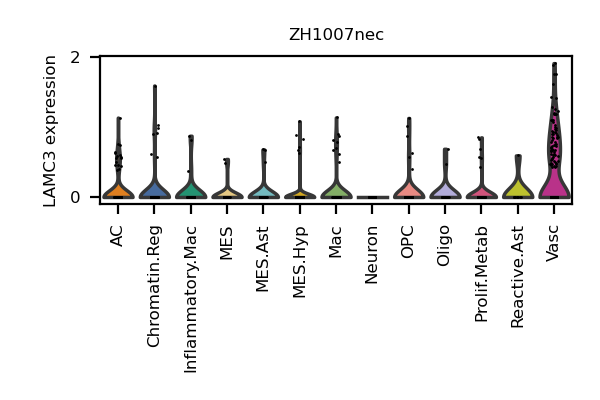 ZH1007nec
LAMC3 expression
2
0
AC
Chromatin.Reg
Inflammatory.Mac
MES
MES.Ast
MES.Hyp
Mac
Neuron
OPC
Oligo
Prolif.Metab
Reactive.Ast
Vasc